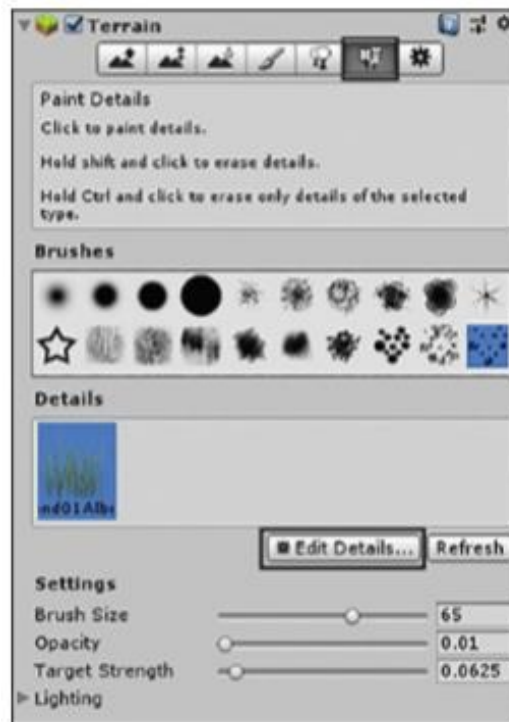 Terrain
Paint Details
Click to paint details.
Hold shift and click to erase details.
Hold Ctrl and click to erase only details of the selected
type.
Brushes
Details
nd01Alb
Edit Details... Refresh
Settings
Brush Size 65
Opacity 0.01
Target Strength 0.0625
Lighting